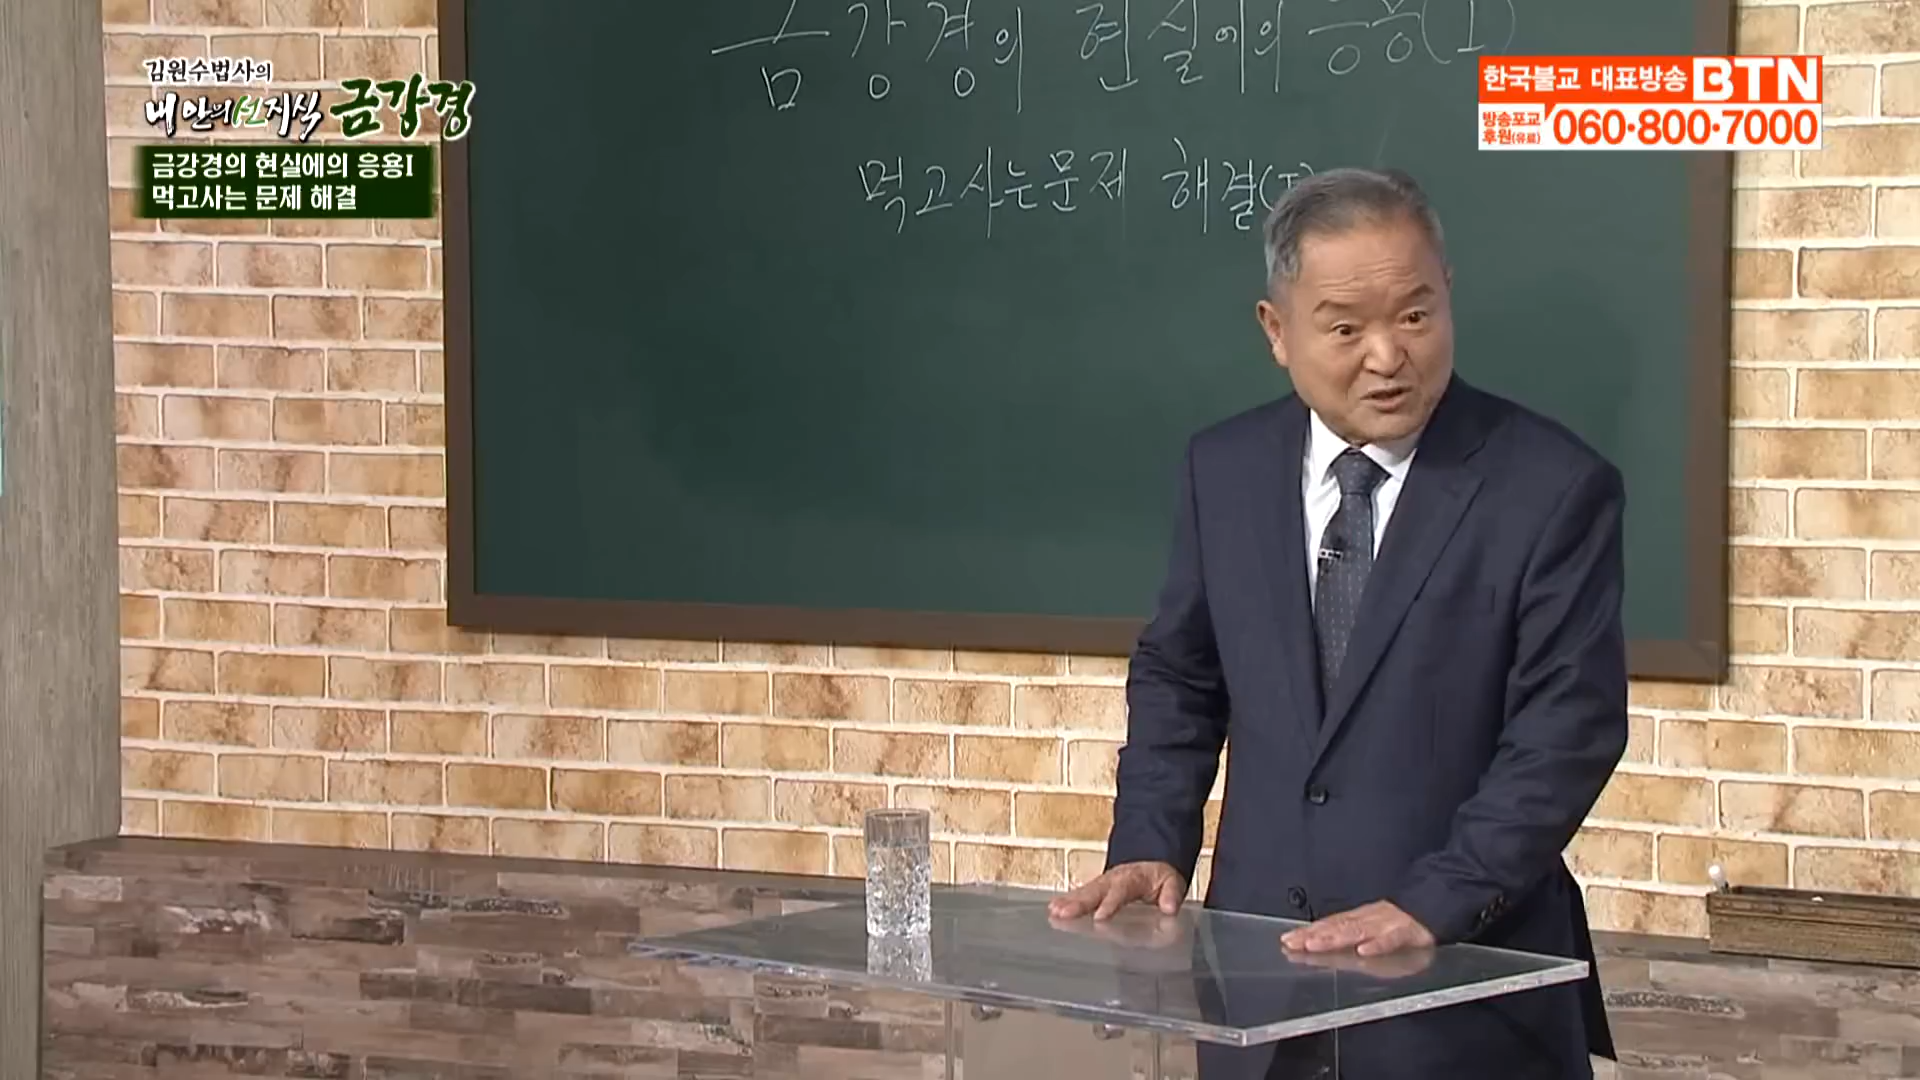 김원수법사의
내 안의 선지식 금강경
금강경의 현실에의 응용I
먹고사는 문제 해결
한국불교 대표방송 BTN
방송포교
후원(유료) 060·800·7000
금강경의 현실에의 응용(I)
먹고사는 문제 해결(I)